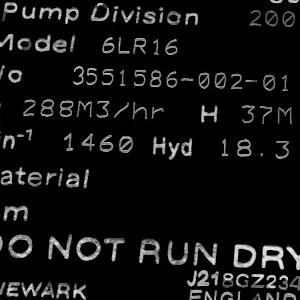 Pump Division 200
Model 6LR16
No 3551586-002-01
288M3/hr H 37M
in-1 1460 Hyd 18.3
aterial
m
DO NOT RUN DRY
NEWARK J218GZ234
ENGLAND